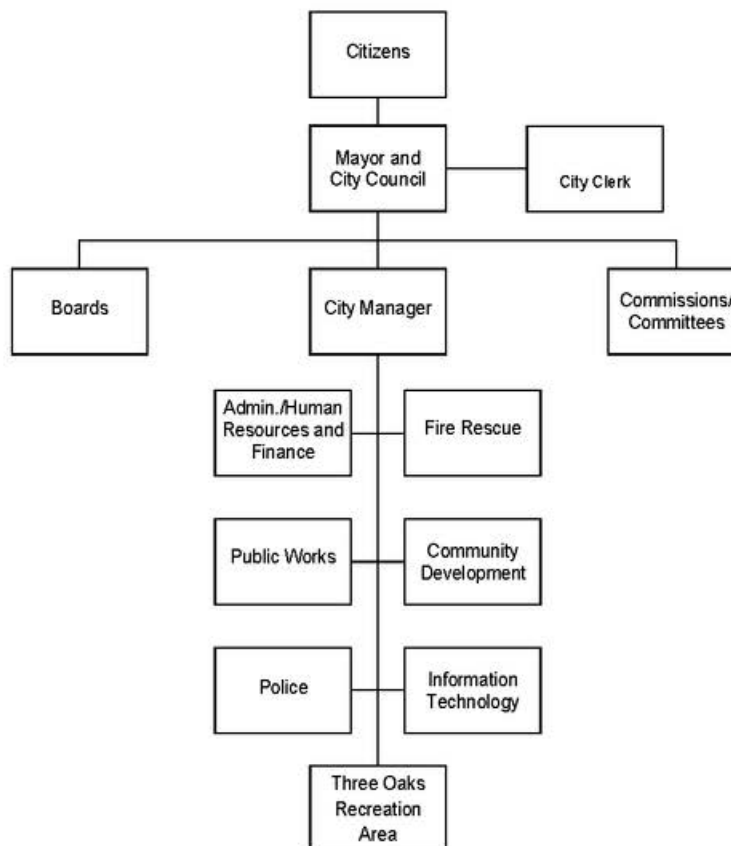 Citizens
Mayor and
City Council
City Clerk
Boards
City Manager
Commissions/
Committees
Admin./Human
Resources and
Finance
Fire Rescue
Public Works
Community
Development
Police
Information
Technology
Three Oaks
Recreation
Area